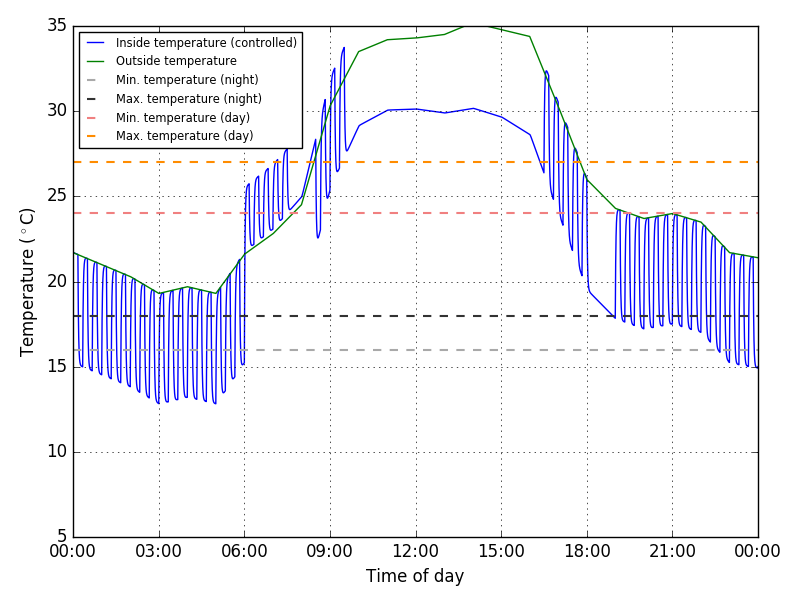 35
30
25
20
15
10
5
Temperature (°C)
Inside temperature (controlled)
Outside temperature
Min. temperature (night)
Max. temperature (night)
Min. temperature (day)
Max. temperature (day)
00:00 03:00 06:00 09:00 12:00 15:00 18:00 21:00 00:00
Time of day